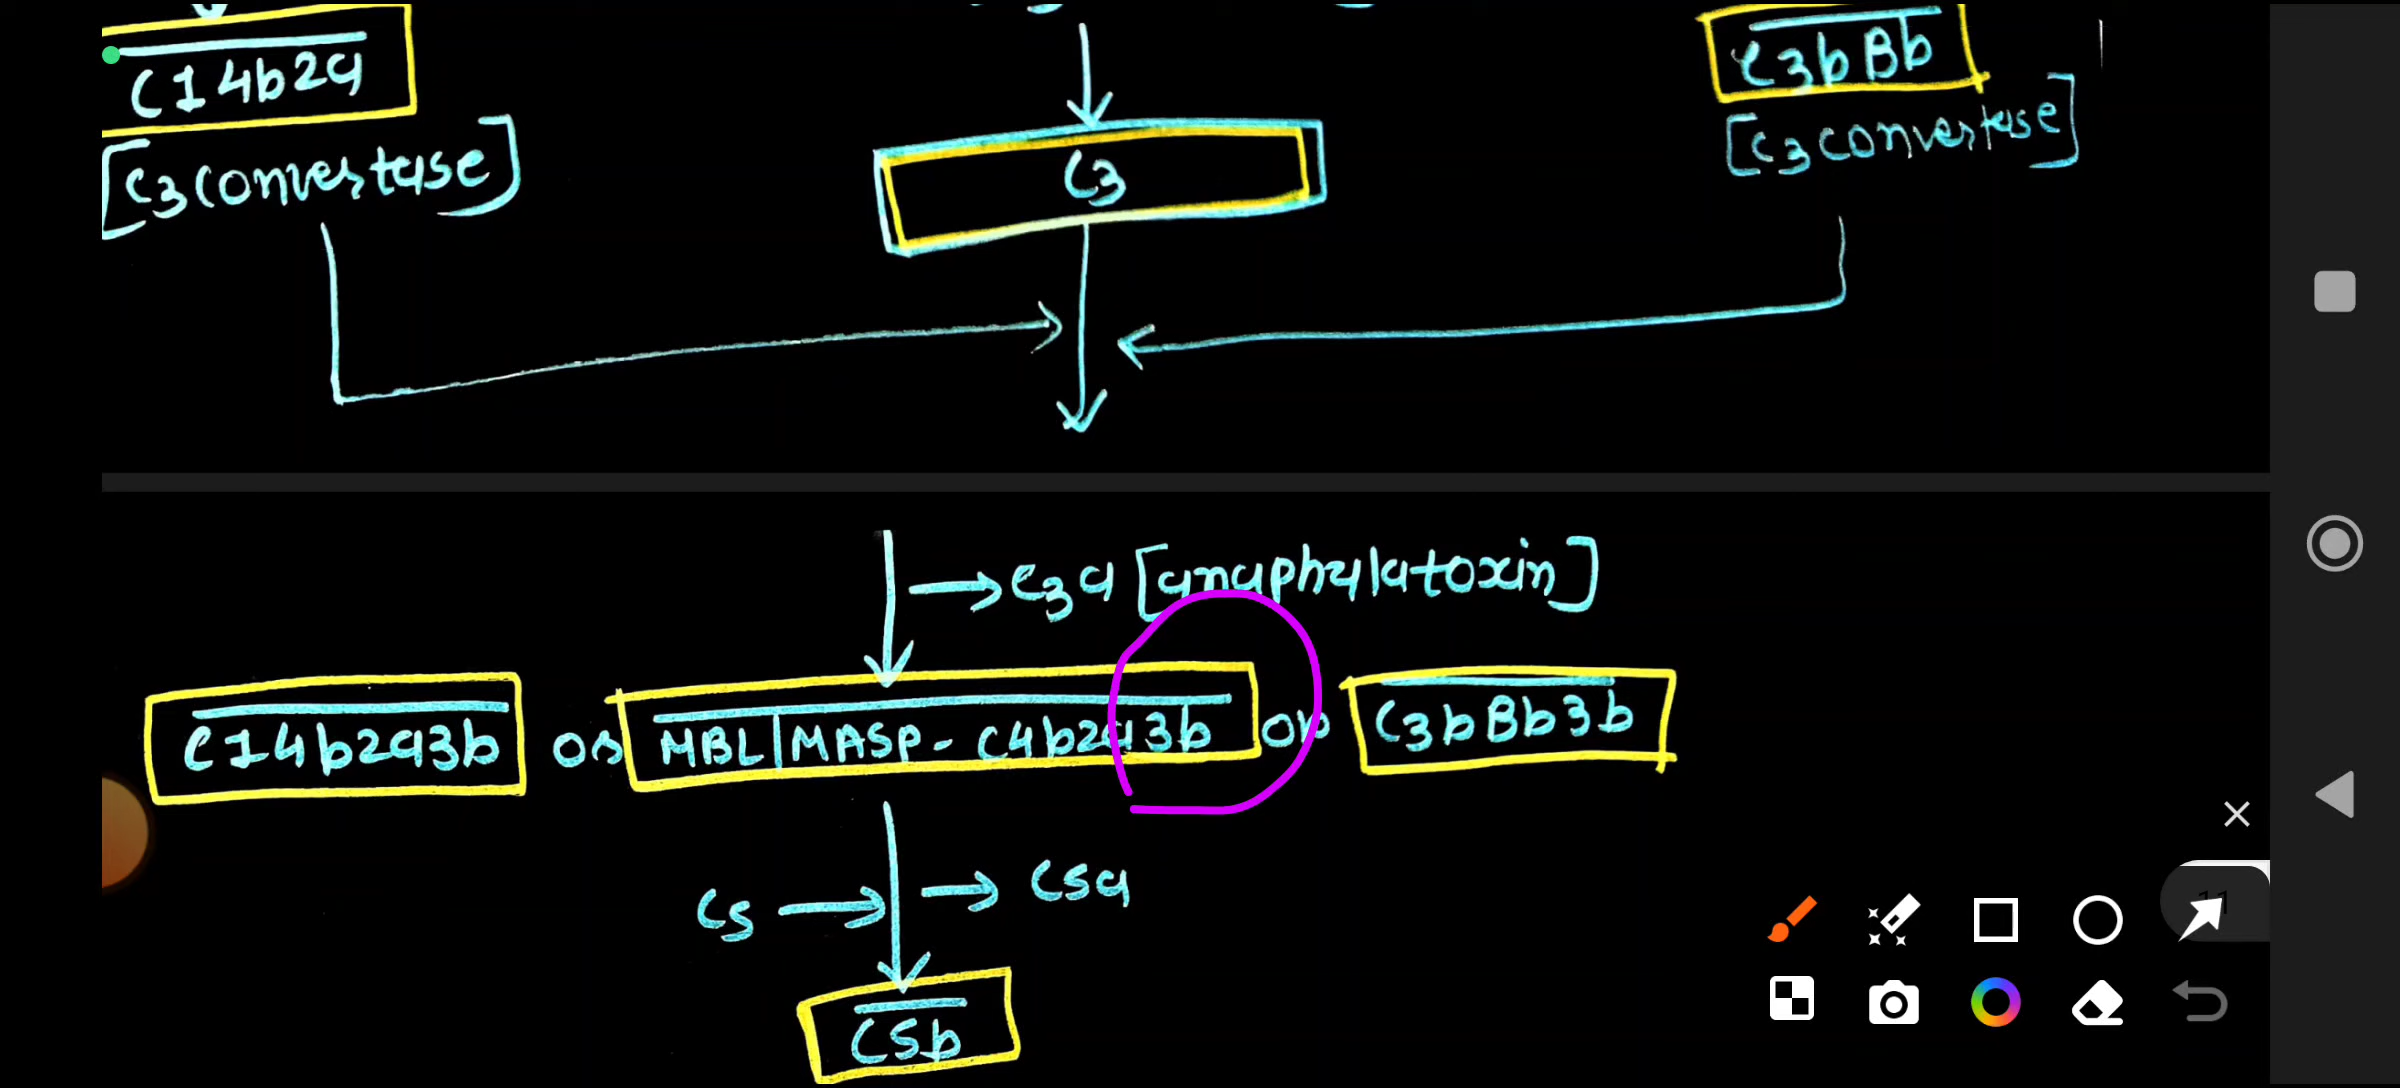 C14b2a
C3bBb
[C3 convertase]
C3
[C3 convertase]
→ C3a [anaphylatoxin]
C14b2a3b or MBL|MASP-C4b2a3b or C3bBb3b
C5 → → C5a
C5b